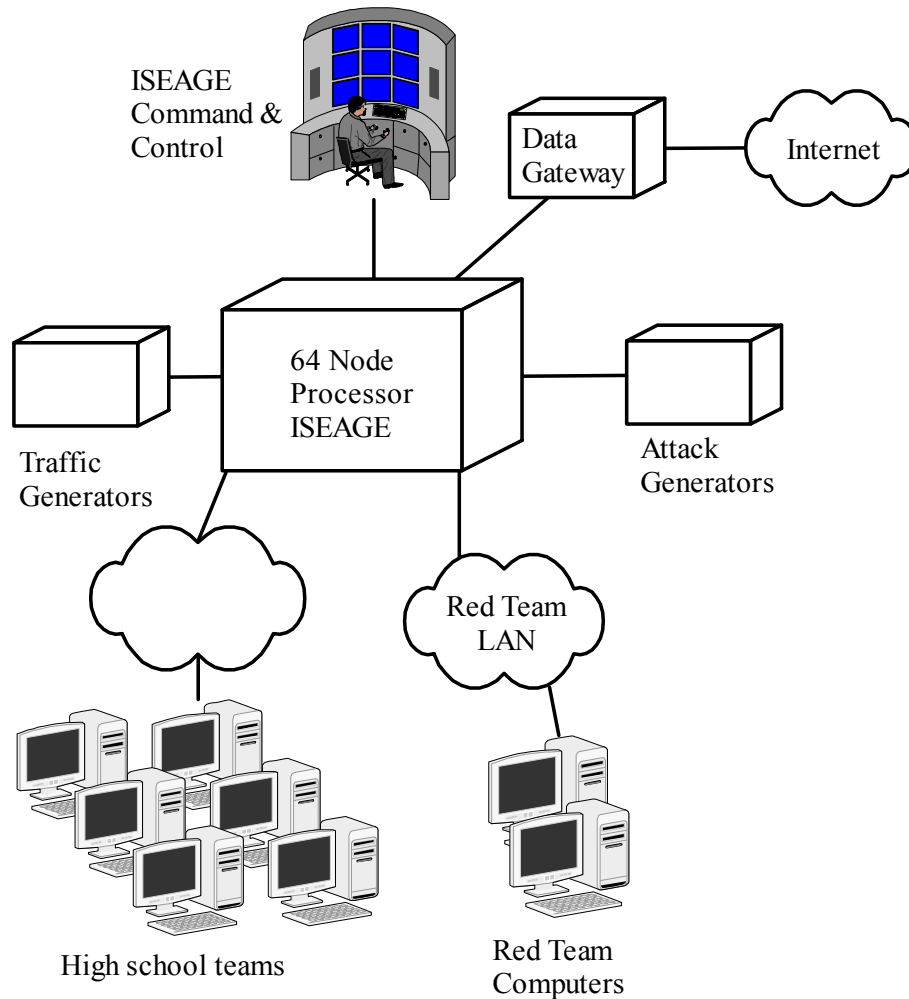 ISEAGE
Command &
Control
Data
Gateway
Internet
64 Node
Processor
ISEAGE
Traffic
Generators
Attack
Generators
Red Team
LAN
High school teams
Red Team
Computers